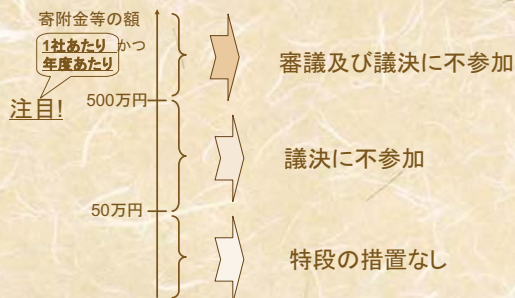 寄附金等の額
1社あたり かつ
年度あたり
注目!
500万円
50万円
審議及び議決に不参加
議決に不参加
特段の措置なし